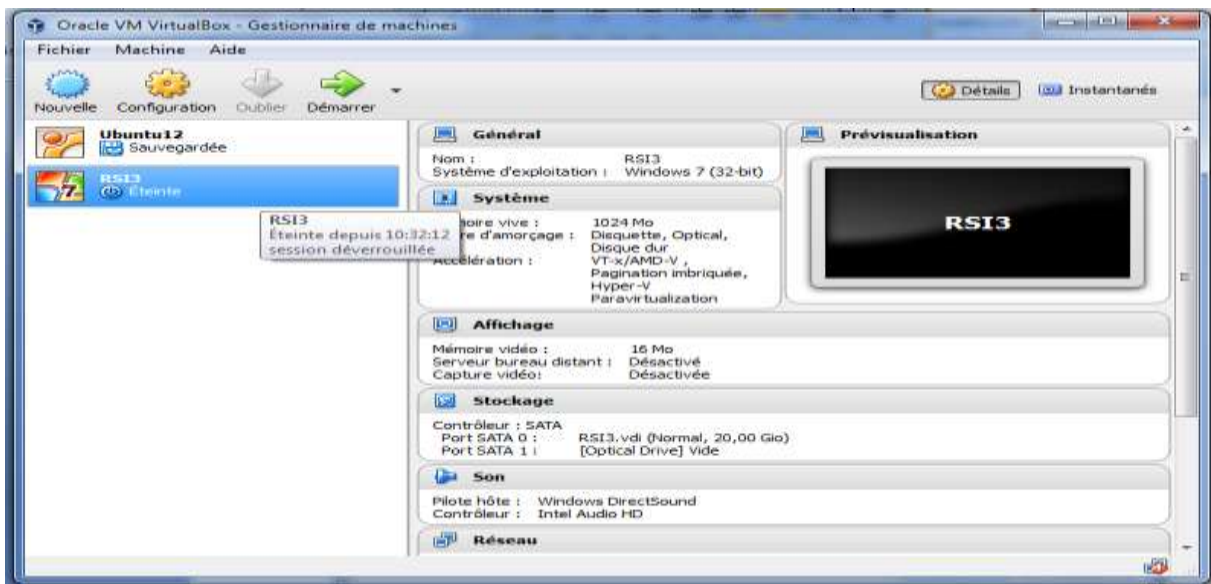 Oracle VM VirtualBox - Gestionnaire de machines
Fichier Machine Aide
Nouvelle Configuration Oublier Démarrer
Détails Instantanés
Ubuntu12
Sauvegardée
RSI3
Éteinte
RSI3
Éteinte depuis 10:32:12
session déverrouillée
Général
Nom : RSI3
Système d'exploitation : Windows 7 (32-bit)
Système
oire vive : 1024 Mo
re d'amorçage : Disquette, Optical,
Disque dur
Accélération : VT-x/AMD-V ,
Pagination imbriquée,
Hyper-V
Paravirtualization
Prévisualisation
RSI3
Affichage
Mémoire vidéo : 16 Mo
Serveur bureau distant : Désactivé
Capture vidéo: Désactivée
Stockage
Contrôleur : SATA
Port SATA 0 : RSI3.vdi (Normal, 20,00 Gio)
Port SATA 1 : [Optical Drive] Vide
Son
Pilote hôte : Windows DirectSound
Contrôleur : Intel Audio HD
Réseau